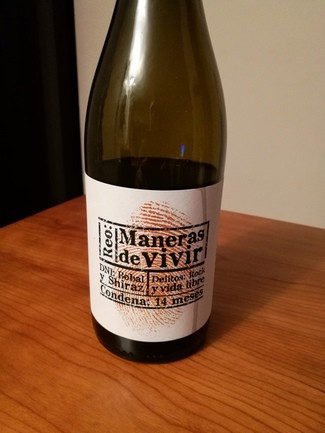 Reo:
Maneras
de vivir
DNI: Bobal
y Shiraz
Delitos: Rock
y vida libre
Condena: 14 meses